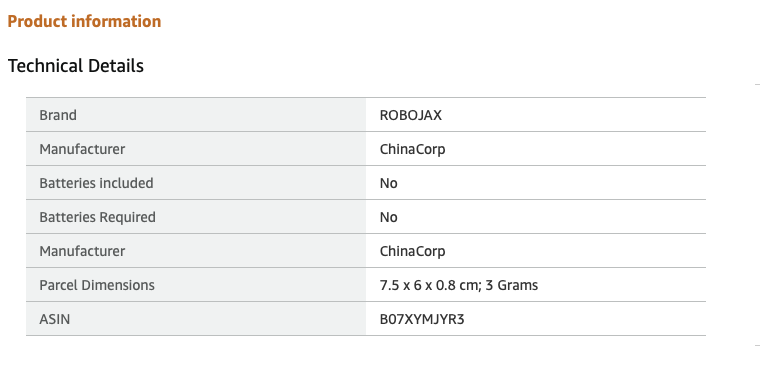 Product information
Technical Details
Brand ROBOJAX
Manufacturer ChinaCorp
Batteries included No
Batteries Required No
Manufacturer ChinaCorp
Parcel Dimensions 7.5 x 6 x 0.8 cm; 3 Grams
ASIN B07XYMJYR3